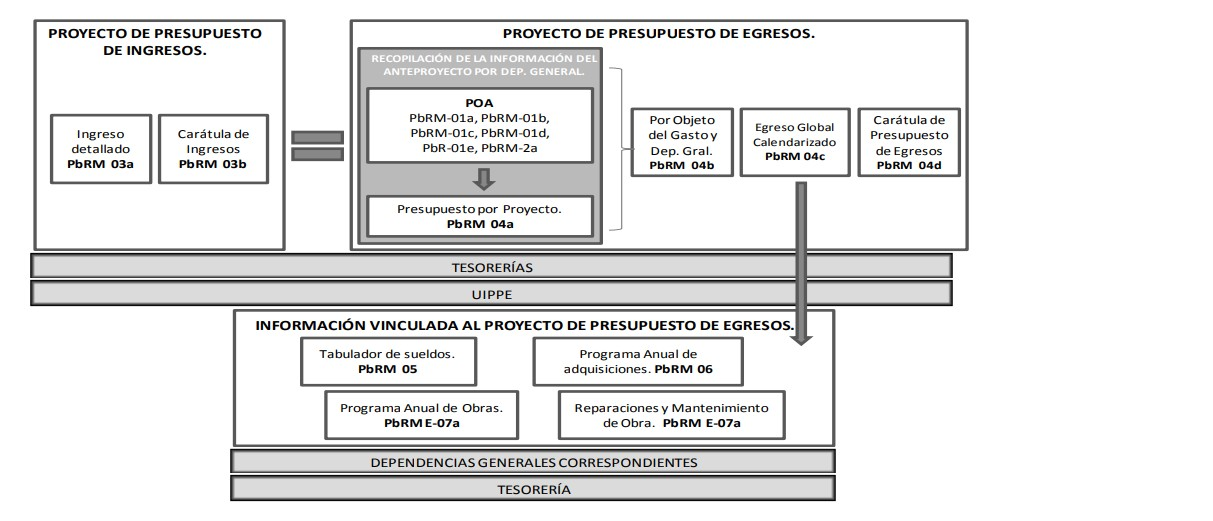 PROYECTO DE PRESUPUESTO
DE INGRESOS.
Ingreso
detallado
PbRM 03a
Carátula de
Ingresos
PbRM 03b
PROYECTO DE PRESUPUESTO DE EGRESOS.
RECOPILACIÓN DE LA INFORMACIÓN DEL
ANTEPROYECTO POR DEP. GENERAL.
POA
PbRM-01a, PbRM-01b,
PbRM-01c, PbRM-01d,
PbR-01e, PbRM-2a
Presupuesto por Proyecto.
PbRM 04a
Por Objeto
del Gasto y
Dep. Gral.
PbRM 04b
Egreso Global
Calendarizado
PbRM 04c
Carátula de
Presupuesto
de Egresos
PbRM 04d
TESORERÍAS
UIPPE
INFORMACIÓN VINCULADA AL PROYECTO DE PRESUPUESTO DE EGRESOS.
Tabulador de sueldos.
PbRM 05
Programa Anual de
adquisiciones. PbRM 06
Programa Anual de Obras.
PbRM E-07a
Reparaciones y Mantenimiento
de Obra. PbRM E-07a
DEPENDENCIAS GENERALES CORRESPONDIENTES
TESORERÍA